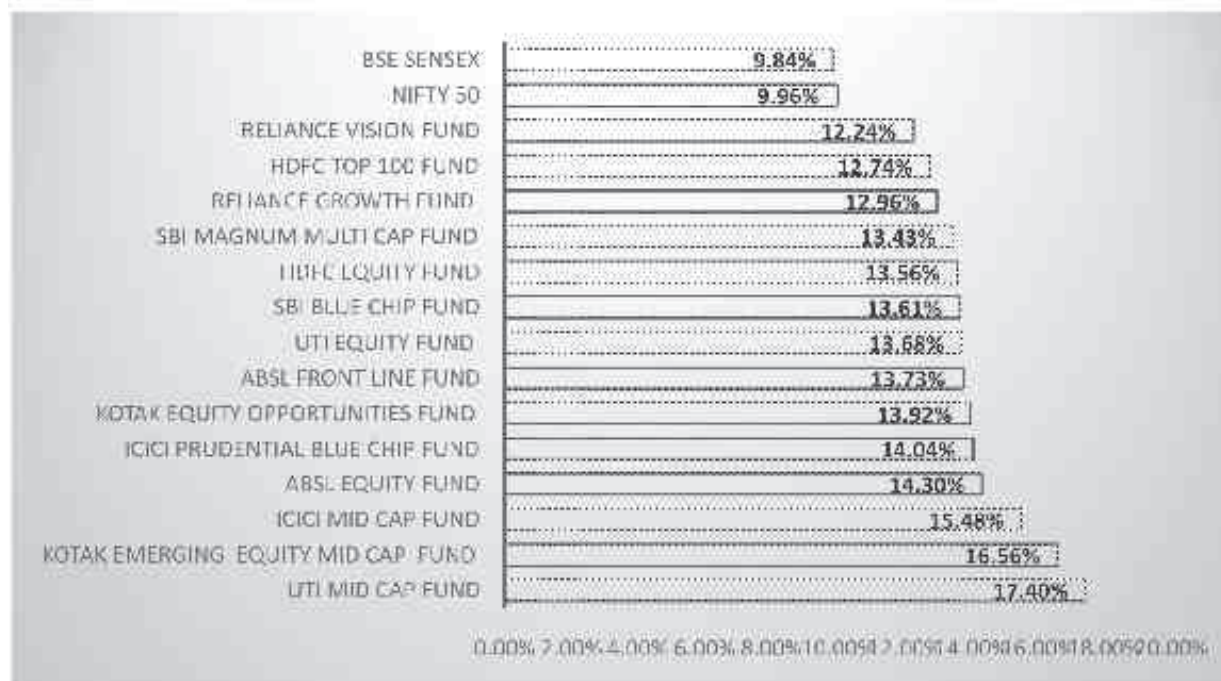 BSE SENSEX 9.84%
NIFTY 50 9.96%
RELIANCE VISION FUND 12.24%
HDFC TOP 100 FUND 12.74%
RELIANCE GROWTH FUND 12.96%
SBI MAGNUM MULTI CAP FUND 13.43%
HDFC EQUITY FUND 13.56%
SBI BLUE CHIP FUND 13.61%
UTI EQUITY FUND 13.68%
ABSL FRONT LINE FUND 13.73%
KOTAK EQUITY OPPORTUNITIES FUND 13.92%
ICICI PRUDENTIAL BLUE CHIP FUND 14.04%
ABSL EQUITY FUND 14.30%
ICICI MID CAP FUND 15.48%
KOTAK EMERGING EQUITY MID CAP FUND 16.56%
UTI MID CAP FUND 17.40%
0.00% 2.00% 4.00% 6.00% 8.00% 10.00% 12.00% 14.00% 16.00% 18.00% 20.00%